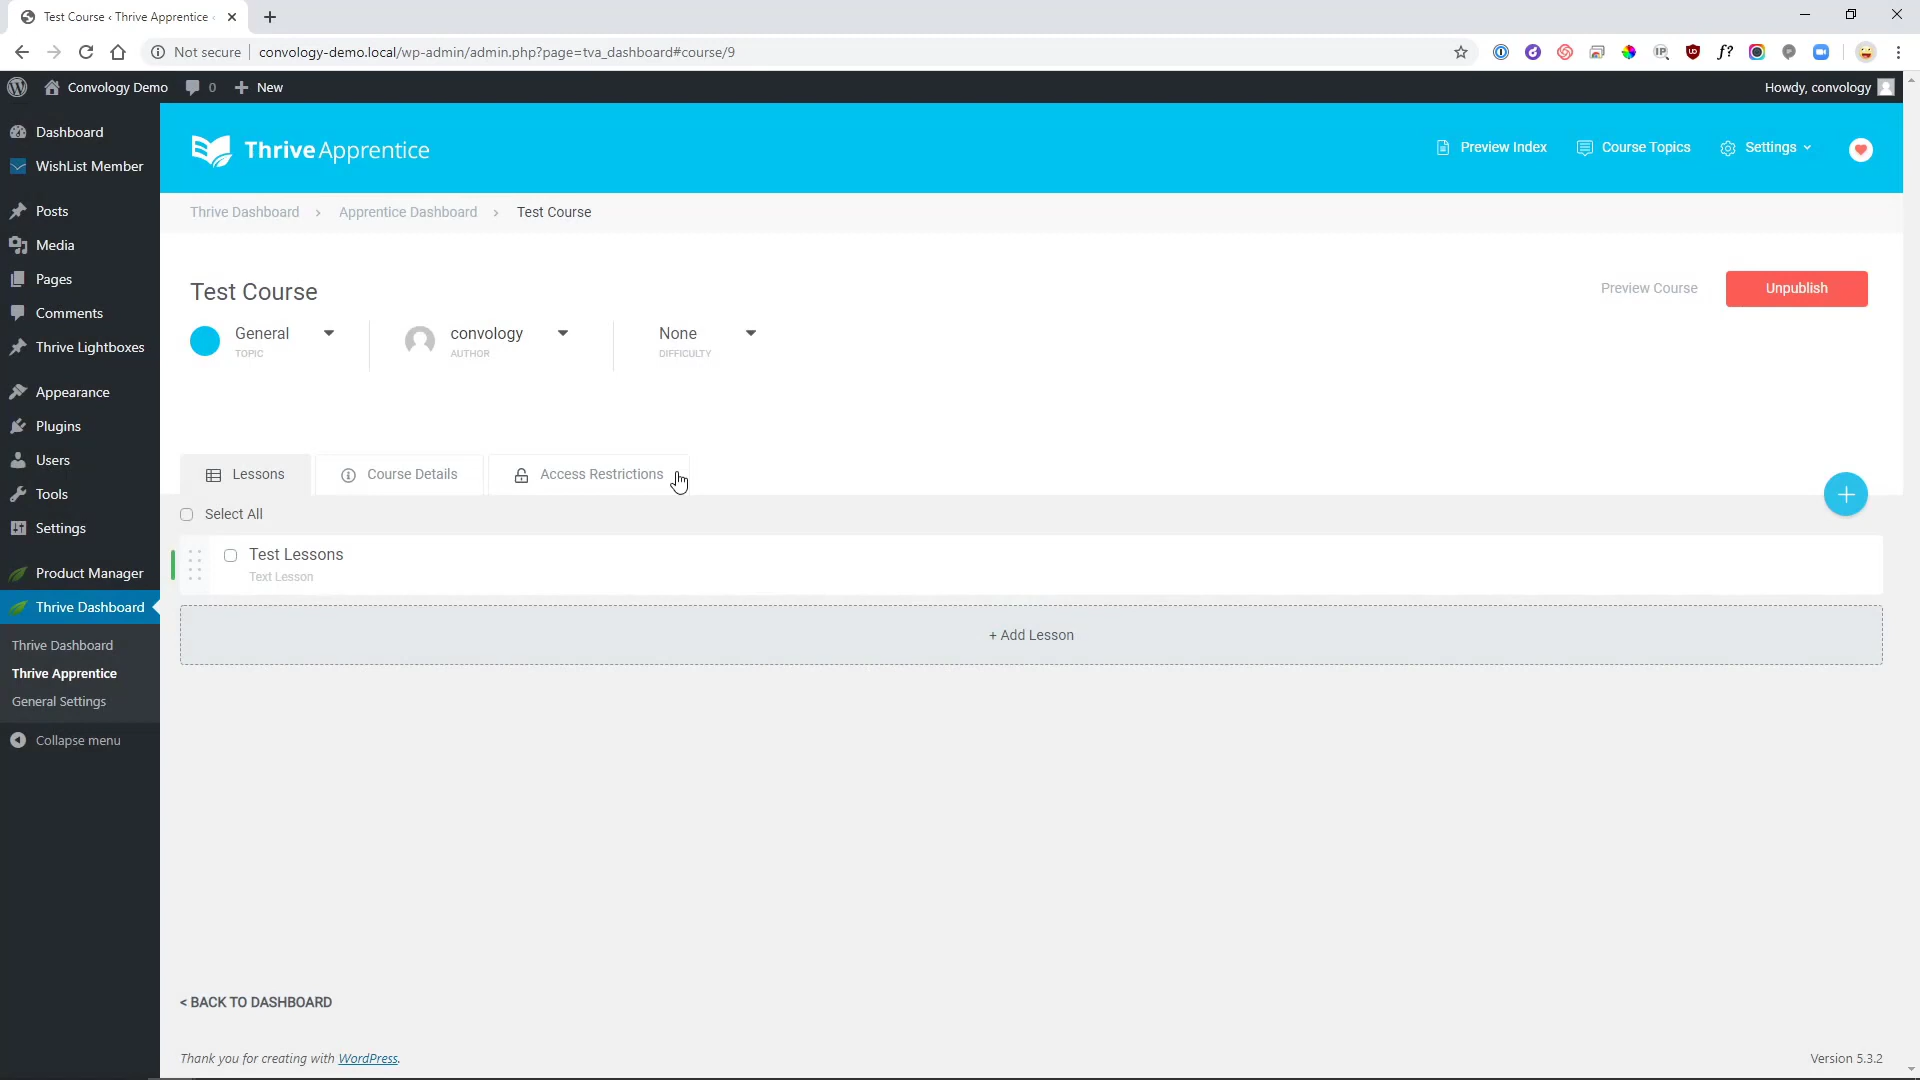 Test Course ‹ Thrive Apprentice ‹
Not secure
convology-demo.local/wp-admin/admin.php?page=tva_dashboard#course/9
IP
f?
Convology Demo
0
New
Howdy, convology
Dashboard
WishList Member
Posts
Media
Pages
Comments
Thrive Lightboxes
Appearance
Plugins
Users
Tools
Settings
Product Manager
Thrive Dashboard
Thrive Dashboard
Thrive Apprentice
General Settings
Collapse menu
Thrive Apprentice
Preview Index
Course Topics
Settings
Thrive Dashboard > Apprentice Dashboard > Test Course
Test Course
Preview Course
Unpublish
General
TOPIC
convology
AUTHOR
None
DIFFICULTY
Lessons
Course Details
Access Restrictions
Select All
Test Lessons
Text Lesson
+ Add Lesson
< BACK TO DASHBOARD
Thank you for creating with WordPress.
Version 5.3.2